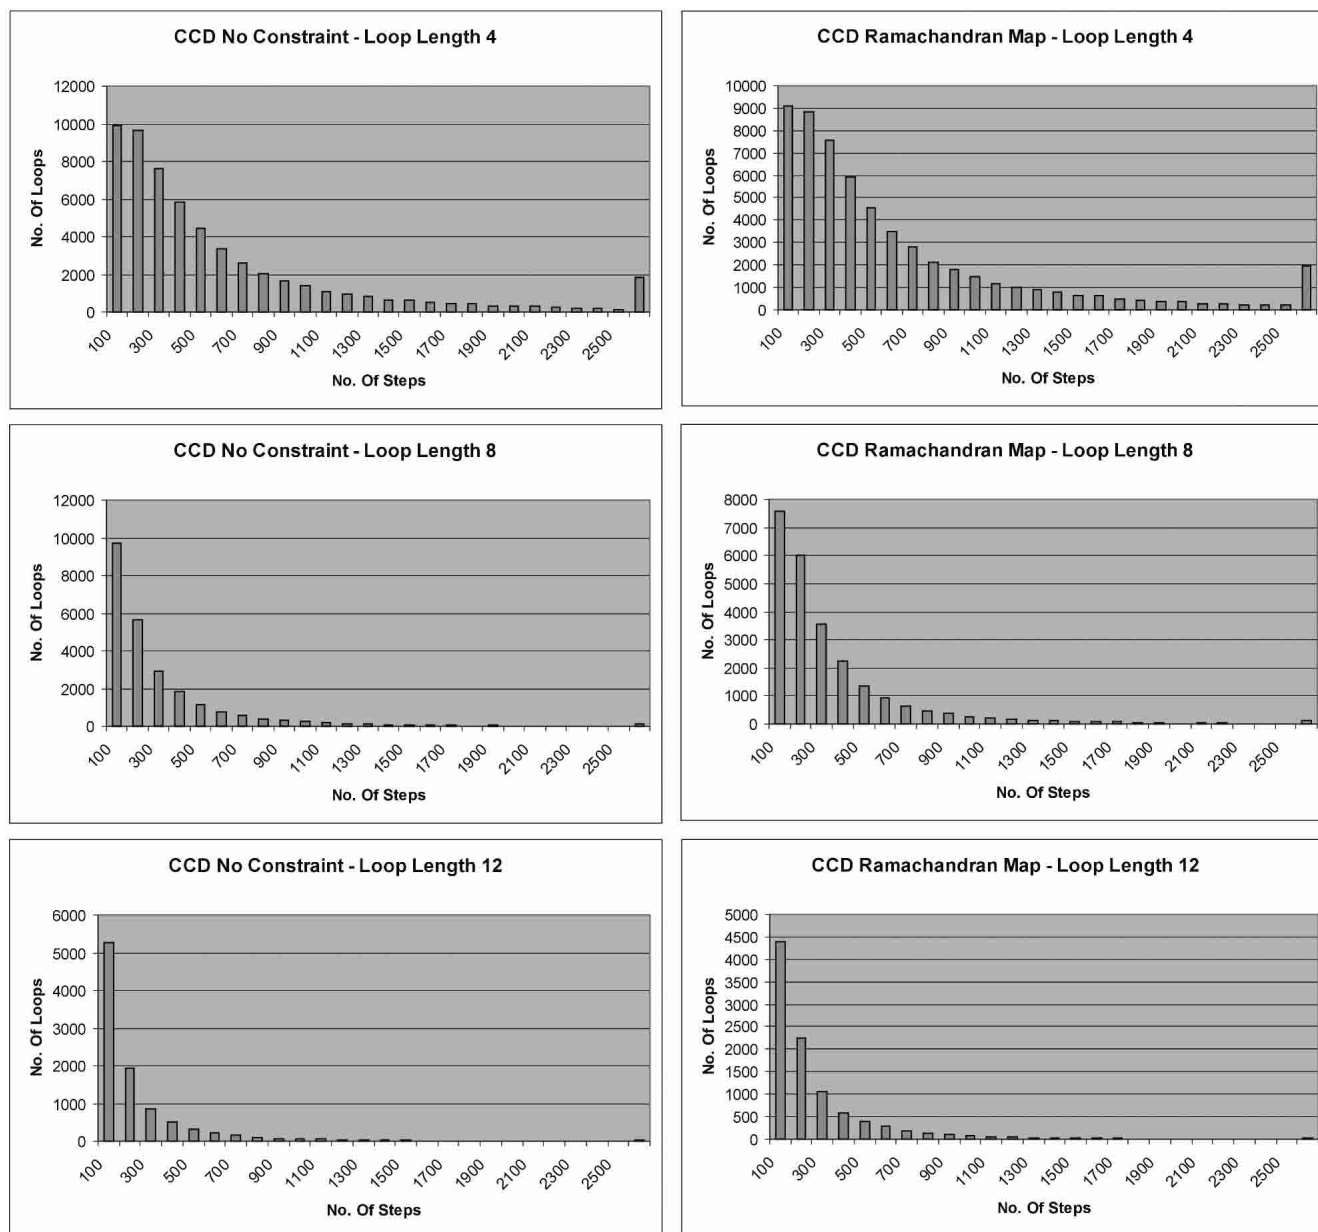 CCD No Constraint - Loop Length 4
No. Of Loops
12000
10000
8000
6000
4000
2000
0
100 300 500 700 900 1100 1300 1500 1700 1900 2100 2300 2500
No. Of Steps
CCD Ramachandran Map - Loop Length 4
No. Of Loops
10000
9000
8000
7000
6000
5000
4000
3000
2000
1000
0
100 300 500 700 900 1100 1300 1500 1700 1900 2100 2300 2500
No. Of Steps
CCD No Constraint - Loop Length 8
No. Of Loops
12000
10000
8000
6000
4000
2000
0
100 300 500 700 900 1100 1300 1500 1700 1900 2100 2300 2500
No. Of Steps
CCD Ramachandran Map - Loop Length 8
No. Of Loops
8000
7000
6000
5000
4000
3000
2000
1000
0
100 300 500 700 900 1100 1300 1500 1700 1900 2100 2300 2500
No. Of Steps
CCD No Constraint - Loop Length 12
No. Of Loops
6000
5000
4000
3000
2000
1000
0
100 300 500 700 900 1100 1300 1500 1700 1900 2100 2300 2500
No. Of Steps
CCD Ramachandran Map - Loop Length 12
No. Of Loops
5000
4500
4000
3500
3000
2500
2000
1500
1000
500
0
100 300 500 700 900 1100 1300 1500 1700 1900 2100 2300 2500
No. Of Steps